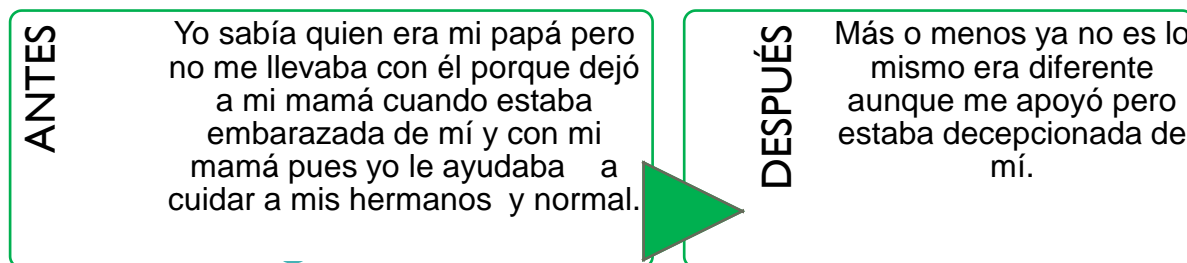 ANTES
Yo sabía quien era mi papá pero
no me llevaba con él porque dejó
a mi mamá cuando estaba
embarazada de mí y con mi
mamá pues yo le ayudaba a
cuidar a mis hermanos y normal.
DESPUÉS
Más o menos ya no es lo
mismo era diferente
aunque me apoyó pero
estaba decepcionada de
mí.